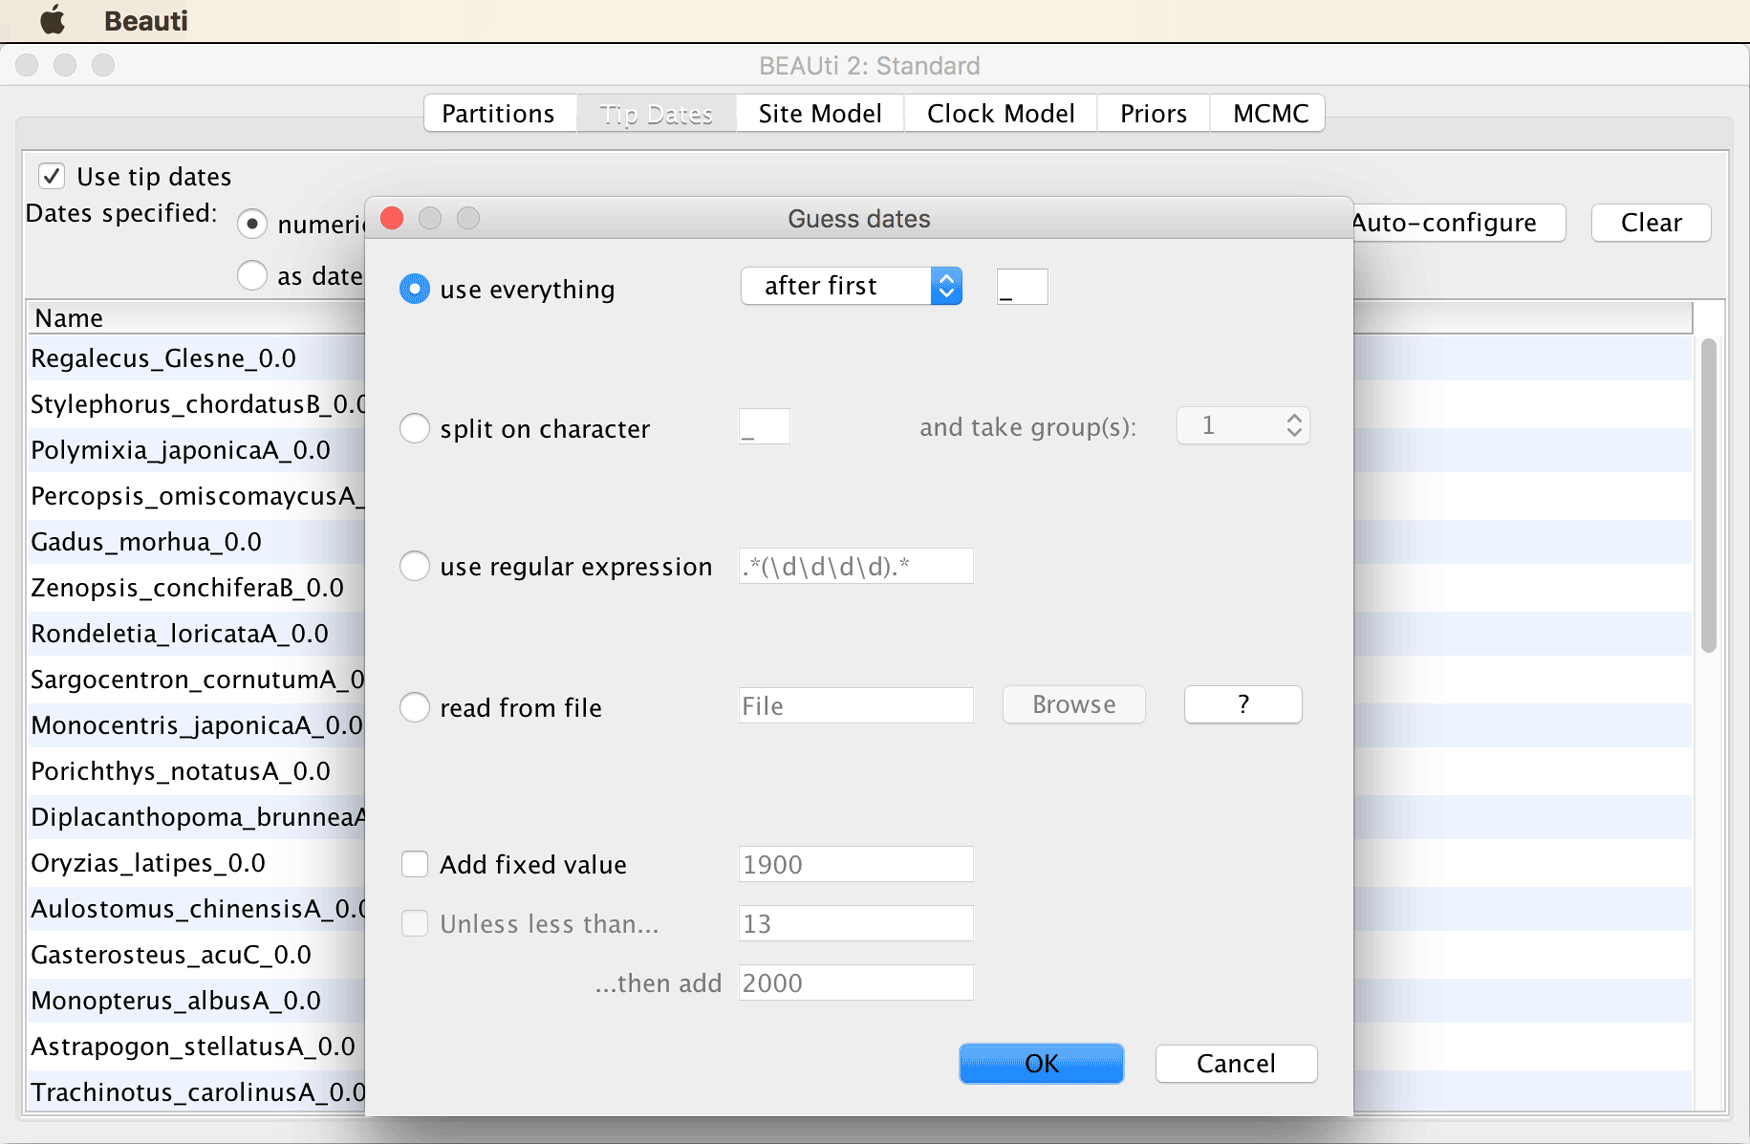 Beauti
BEAUti 2: Standard
Partitions Tip Dates Site Model Clock Model Priors MCMC
Use tip dates
Dates specified:
numeri
as date
Auto-configure Clear
Guess dates
use everything after first _
split on character _ and take group(s): 1
use regular expression .*(\d\d\d\d).*
read from file File Browse ?
Add fixed value 1900
Unless less than... 13
...then add 2000
OK Cancel
Name
Regalecus_Glesne_0.0
Stylephorus_chordatusB_0.0
Polymixia_japonicaA_0.0
Percopsis_omiscomaycusA_
Gadus_morhua_0.0
Zenopsis_conchiferaB_0.0
Rondeletia_loricataA_0.0
Sargocentron_cornutumA_0
Monocentris_japonicaA_0.0
Porichthys_notatusA_0.0
Diplacanthopoma_brunneaA
Oryzias_latipes_0.0
Aulostomus_chinensisA_0.0
Gasterosteus_acuC_0.0
Monopterus_albusA_0.0
Astrapogon_stellatusA_0.0
Trachinotus_carolinusA_0.0